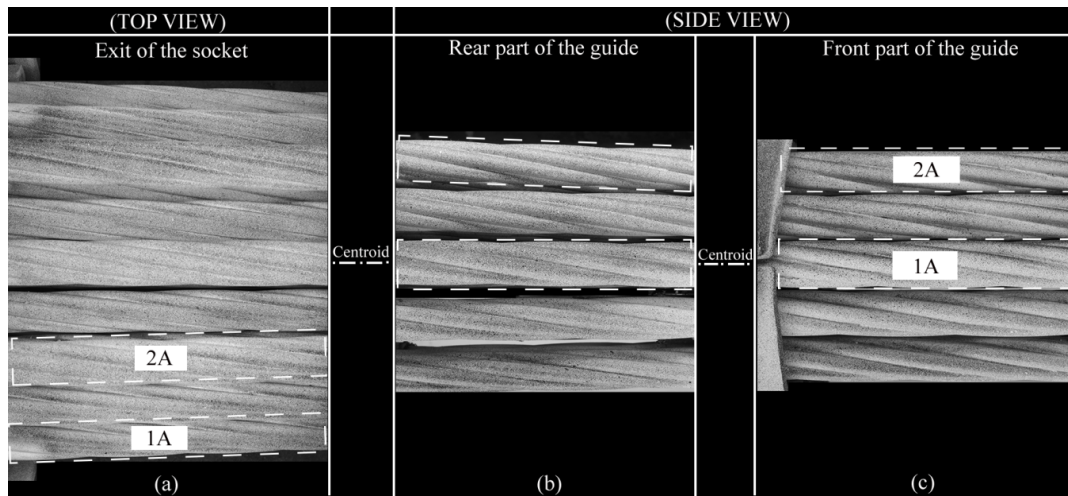 (TOP VIEW)
(SIDE VIEW)
Exit of the socket
Rear part of the guide
Front part of the guide
2A
1A
Centroid
Centroid
2A
1A
(a)
(b)
(c)